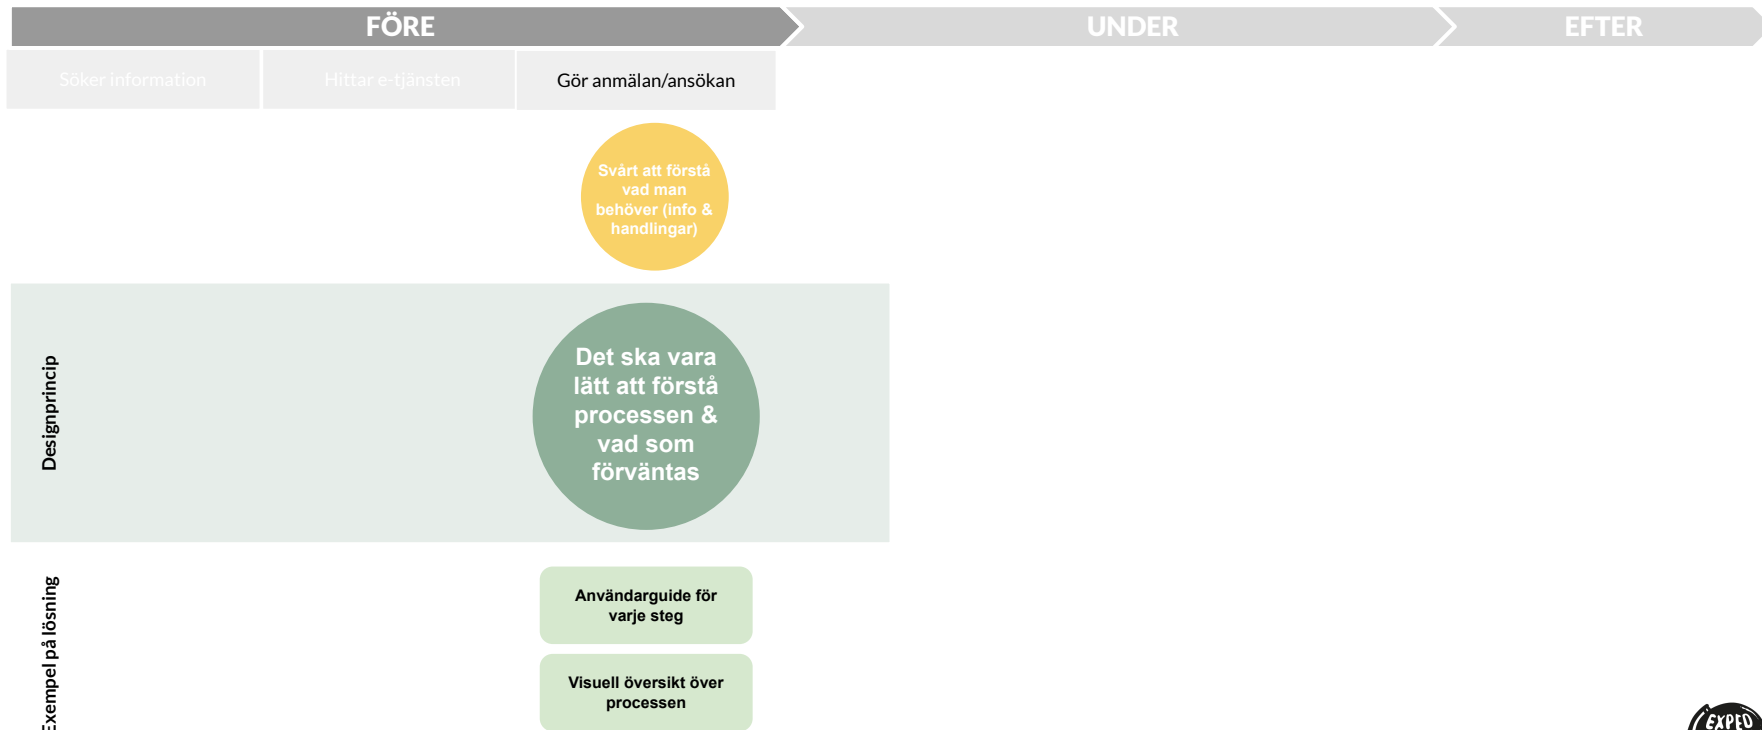 FÖRE
UNDER
EFTER
Söker information
Hittar e-tjänsten
Gör anmälan/ansökan
Svårt att förstå
vad man
behöver (info &
handlingar)
Designprincip
Det ska vara
lätt att förstå
processen &
vad som
förväntas
Exempel på lösning
Användarguide för
varje steg
Visuell översikt över
processen
EXPED